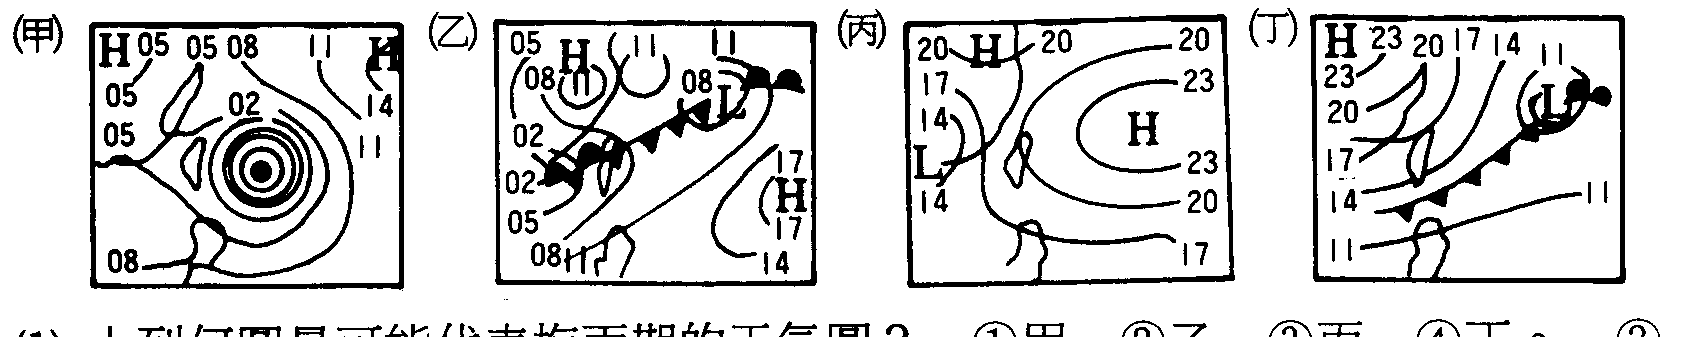 (甲) (乙) (丙) (丁)
H 05 05 08 11 H
05 02 14
05 11
08
05 H 11 11
08 11 08 L
02
02 17
H
05 17
08 11 14
20 H 20 20
17 23
14 H
L 23
14 20
17
H 23 20 17 14 11
23 L
20
17
14 11
11